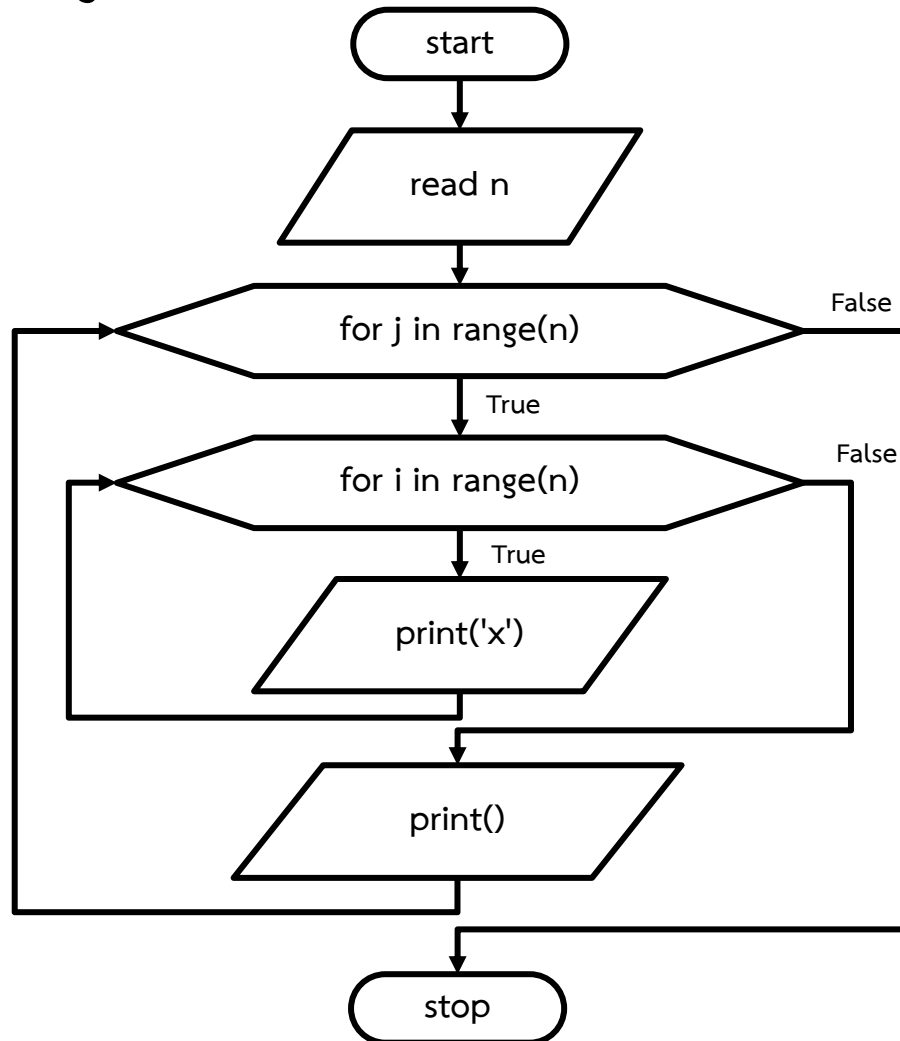 start
read n
for j in range(n)
False
True
for i in range(n)
False
True
print('x')
print()
stop